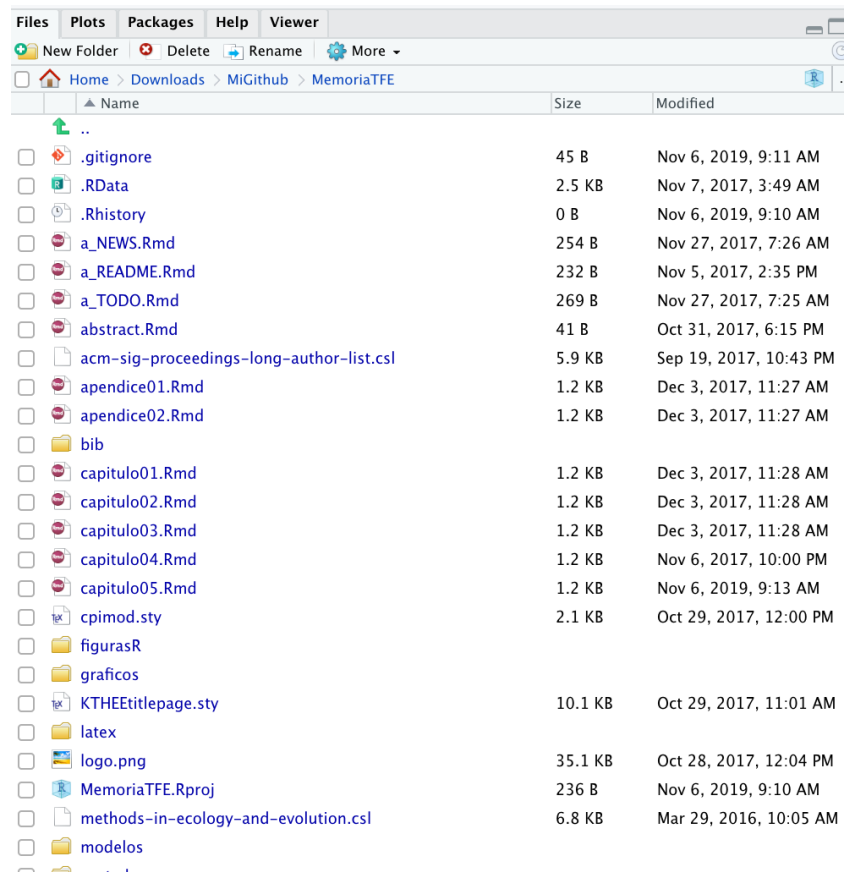 Files Plots Packages Help Viewer
New Folder Delete Rename More
Home > Downloads > MiGithub > MemoriaTFE R .
Name Size Modified
..
.gitignore 45 B Nov 6, 2019, 9:11 AM
.RData 2.5 KB Nov 7, 2017, 3:49 AM
.Rhistory 0 B Nov 6, 2019, 9:10 AM
a_NEWS.Rmd 254 B Nov 27, 2017, 7:26 AM
a_README.Rmd 232 B Nov 5, 2017, 2:35 PM
a_TODO.Rmd 269 B Nov 27, 2017, 7:25 AM
abstract.Rmd 41 B Oct 31, 2017, 6:15 PM
acm-sig-proceedings-long-author-list.csl 5.9 KB Sep 19, 2017, 10:43 PM
apendice01.Rmd 1.2 KB Dec 3, 2017, 11:27 AM
apendice02.Rmd 1.2 KB Dec 3, 2017, 11:27 AM
bib
capitulo01.Rmd 1.2 KB Dec 3, 2017, 11:28 AM
capitulo02.Rmd 1.2 KB Dec 3, 2017, 11:28 AM
capitulo03.Rmd 1.2 KB Dec 3, 2017, 11:28 AM
capitulo04.Rmd 1.2 KB Nov 6, 2017, 10:00 PM
capitulo05.Rmd 1.2 KB Nov 6, 2019, 9:13 AM
cpimod.sty 2.1 KB Oct 29, 2017, 12:00 PM
figurasR
graficos
KTHEEtitlepage.sty 10.1 KB Oct 29, 2017, 11:01 AM
latex
logo.png 35.1 KB Oct 28, 2017, 12:04 PM
MemoriaTFE.Rproj 236 B Nov 6, 2019, 9:10 AM
methods-in-ecology-and-evolution.csl 6.8 KB Mar 29, 2016, 10:05 AM
modelos